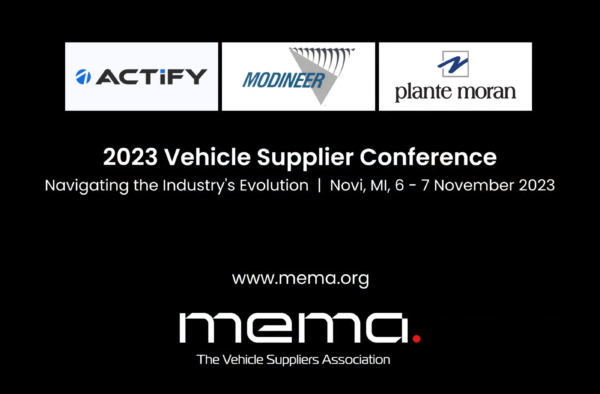 ACTiFY
MODINEER
plante moran
2023 Vehicle Supplier Conference
Navigating the Industry's Evolution | Novi, MI, 6 - 7 November 2023
www.mema.org
mema.
The Vehicle Suppliers Association